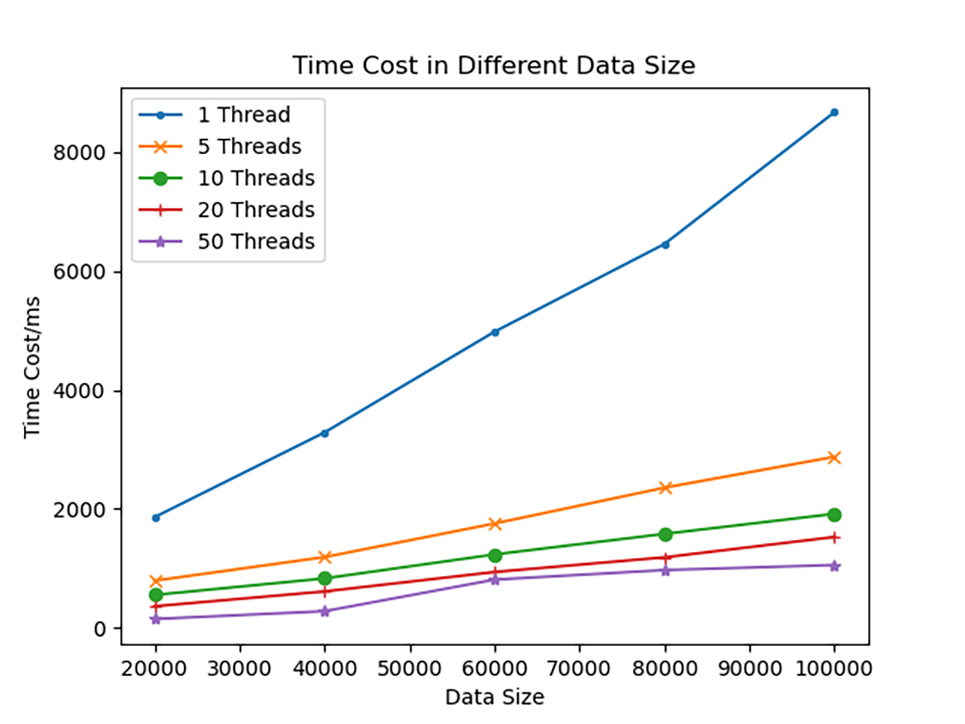 Time Cost in Different Data Size
1 Thread
5 Threads
10 Threads
20 Threads
50 Threads
8000
6000
4000
2000
0
Time Cost/ms
20000 30000 40000 50000 60000 70000 80000 90000 100000
Data Size